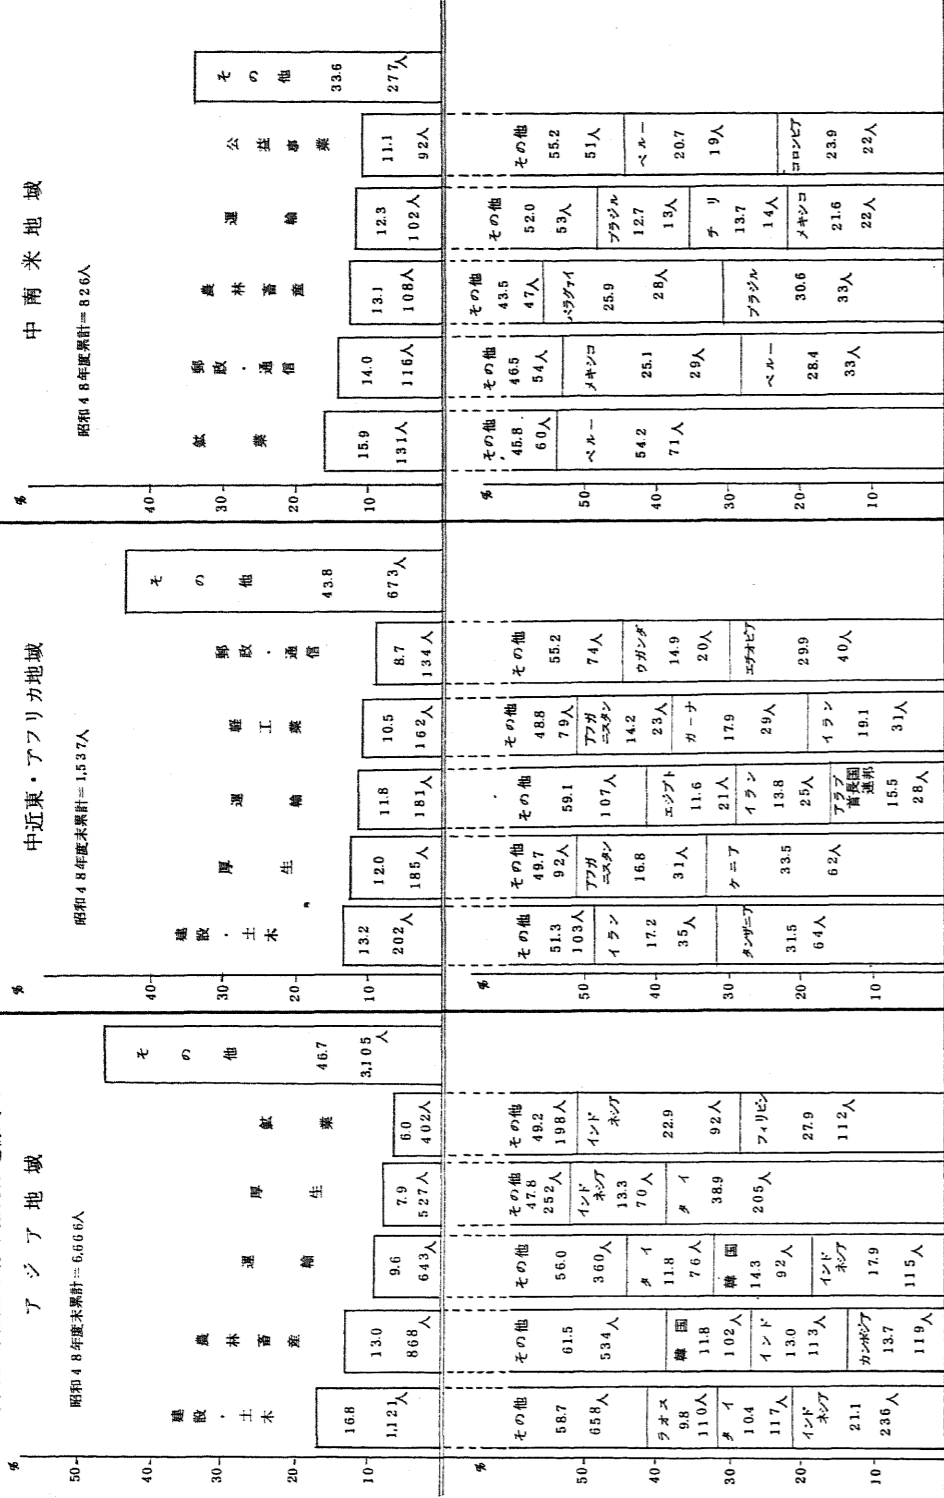 アジア地域
昭和48年度末累計=6,666人
%
50
40
30
20
10
建設・土木
16.8
1,121人
農林畜産
13.0
868人
運輸
9.6
643人
厚生
7.9
527人
鉱業
6.0
402人
その他
46.7
3,105人
%
50
40
30
20
10
その他
58.7
658人
ラオス
9.8
110人
タイ
10.4
117人
インドネシア
21.1
236人
その他
61.5
534人
韓国
11.8
102人
インド
13.0
113人
カンボジア
13.7
119人
その他
56.0
360人
タイ
11.8
76人
韓国
14.3
92人
インドネシア
17.9
115人
その他
47.8
252人
インドネシア
13.3
70人
タイ
38.9
205人
その他
49.2
198人
インドネシア
22.9
92人
フィリピン
27.9
112人
中近東・アフリカ地域
昭和48年度末累計=1,537人
%
40
30
20
10
建設・土木
13.2
202人
厚生
12.0
185人
運輸
11.8
181人
軽工業
10.5
162人
郵政・通信
8.7
134人
その他
43.8
673人
%
50
40
30
20
10
その他
51.3
103人
イラン
17.2
35人
タンザニア
31.5
64人
その他
49.7
92人
アフガニスタン
16.8
31人
ケニア
33.5
62人
その他
59.1
107人
エジプト
11.6
21人
イラン
13.8
25人
アラブ首長国連邦
15.5
28人
その他
48.8
79人
アフガニスタン
14.2
23人
ガーナ
17.9
29人
イラン
19.1
31人
その他
55.2
74人
ウガンダ
14.9
20人
エチオピア
29.9
40人
中南米地域
昭和48年度累計=826人
%
40
30
20
10
鉱業
15.9
131人
郵政・通信
14.0
116人
農林畜産
13.1
108人
運輸
12.3
102人
公益事業
11.1
92人
その他
33.6
277人
%
50
40
30
20
10
その他
45.8
60人
ペルー
54.2
71人
その他
46.5
54人
メキシコ
25.1
29人
ペルー
28.4
33人
その他
43.5
47人
パラグァイ
25.9
28人
ブラジル
30.6
33人
その他
52.0
53人
ブラジル
12.7
13人
チリ
13.7
14人
メキシコ
21.6
22人
その他
55.2
51人
ペルー
20.7
19人
コロンビア
23.9
22人